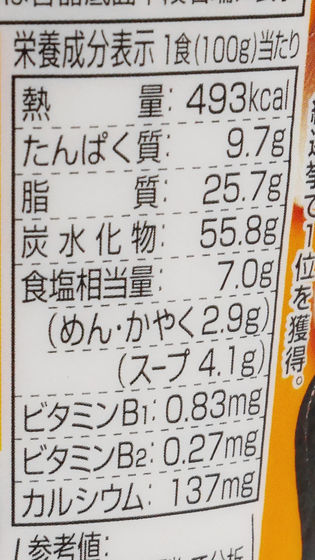 栄養成分表示 1食(100g)当たり
熱量: 493kcal
たんぱく質: 9.7g
脂質: 25.7g
炭水化物: 55.8g
食塩相当量: 7.0g
(めん・かやく2.9g)
(スープ4.1g)
ビタミンB1: 0.83mg
ビタミンB2: 0.27mg
カルシウム: 137mg
参考値:
で1位を獲得。